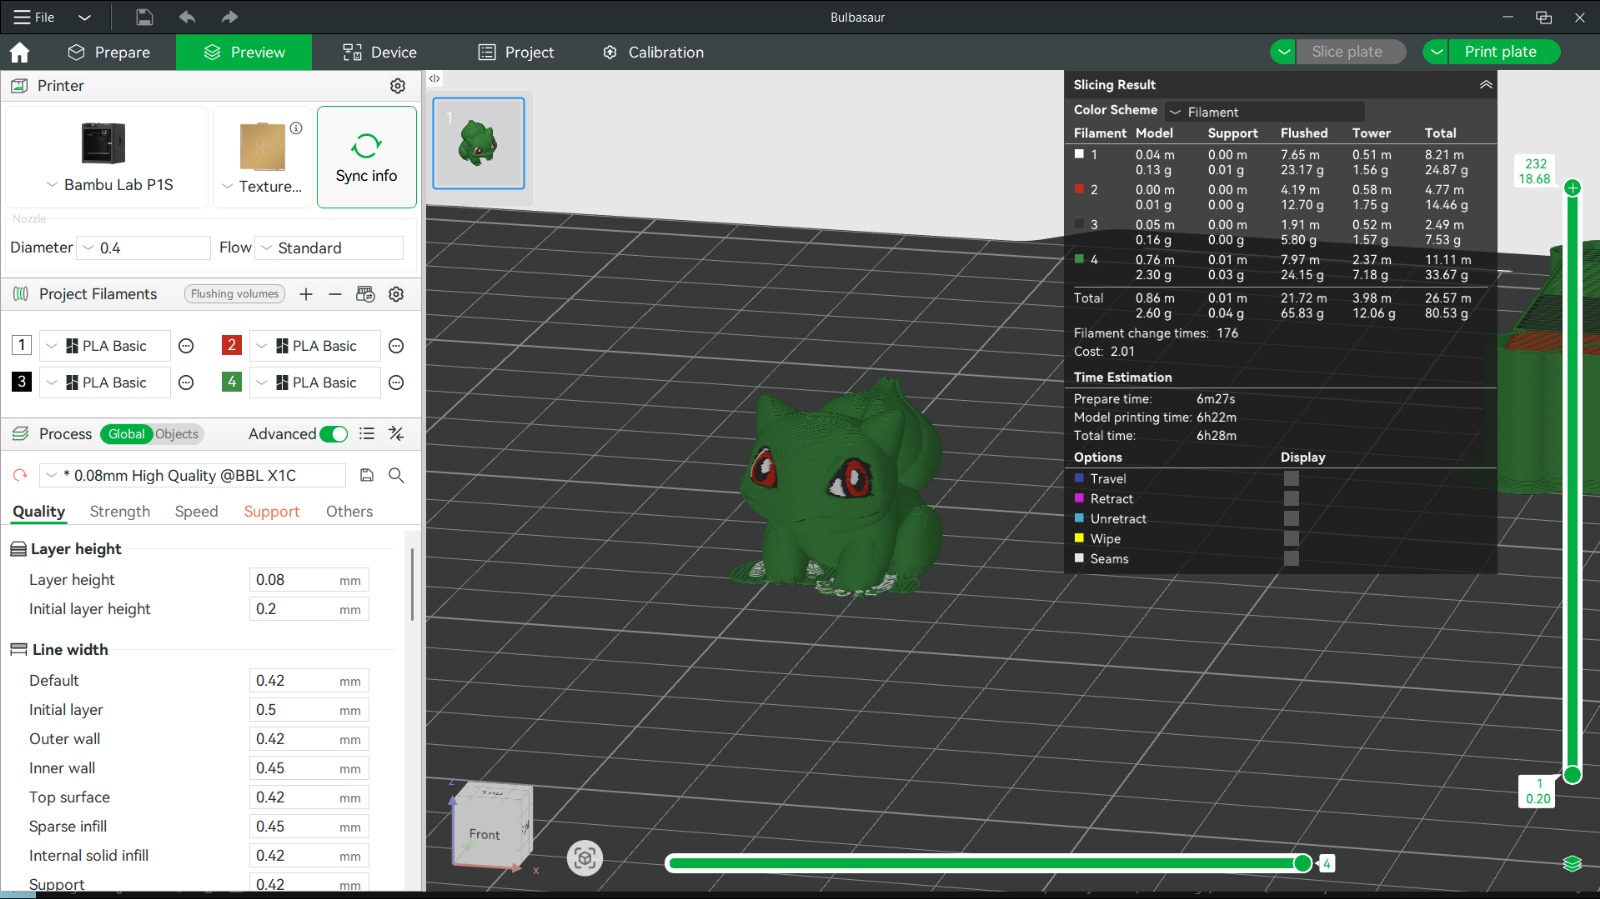 File
Bulbasaur
Prepare
Preview
Device
Project
Calibration
Slice plate
Print plate
Printer
Bambu Lab P1S
Texture...
Sync info
Nozzle
Diameter 0.4 Flow Standard
Project Filaments Flushing volumes
1 PLA Basic 2 PLA Basic
3 PLA Basic 4 PLA Basic
Process Global Objects Advanced
* 0.08mm High Quality @BBL X1C
Quality Strength Speed Support Others
Layer height
Layer height 0.08 mm
Initial layer height 0.2 mm
Line width
Default 0.42 mm
Initial layer 0.5 mm
Outer wall 0.42 mm
Inner wall 0.45 mm
Top surface 0.42 mm
Sparse infill 0.45 mm
Internal solid infill 0.42 mm
Support 0.42 mm
1
Slicing Result
Color Scheme Filament
Filament Model Support Flushed Tower Total
1 0.04 m 0.00 m 7.65 m 0.51 m 8.21 m
0.13 g 0.01 g 23.17 g 1.56 g 24.87 g
2 0.00 m 0.00 m 4.19 m 0.58 m 4.77 m
0.01 g 0.00 g 12.70 g 1.75 g 14.46 g
3 0.05 m 0.00 m 1.91 m 0.52 m 2.49 m
0.16 g 0.00 g 5.80 g 1.57 g 7.53 g
4 0.76 m 0.01 m 7.97 m 2.37 m 11.11 m
2.30 g 0.03 g 24.15 g 7.18 g 33.67 g
Total 0.86 m 0.01 m 21.72 m 3.98 m 26.57 m
2.60 g 0.04 g 65.83 g 12.06 g 80.53 g
Filament change times: 176
Cost: 2.01
Time Estimation
Prepare time: 6m27s
Model printing time: 6h22m
Total time: 6h28m
Options Display
Travel
Retract
Unretract
Wipe
Seams
232
18.68
1
0.20
Top
Front
z
x
4